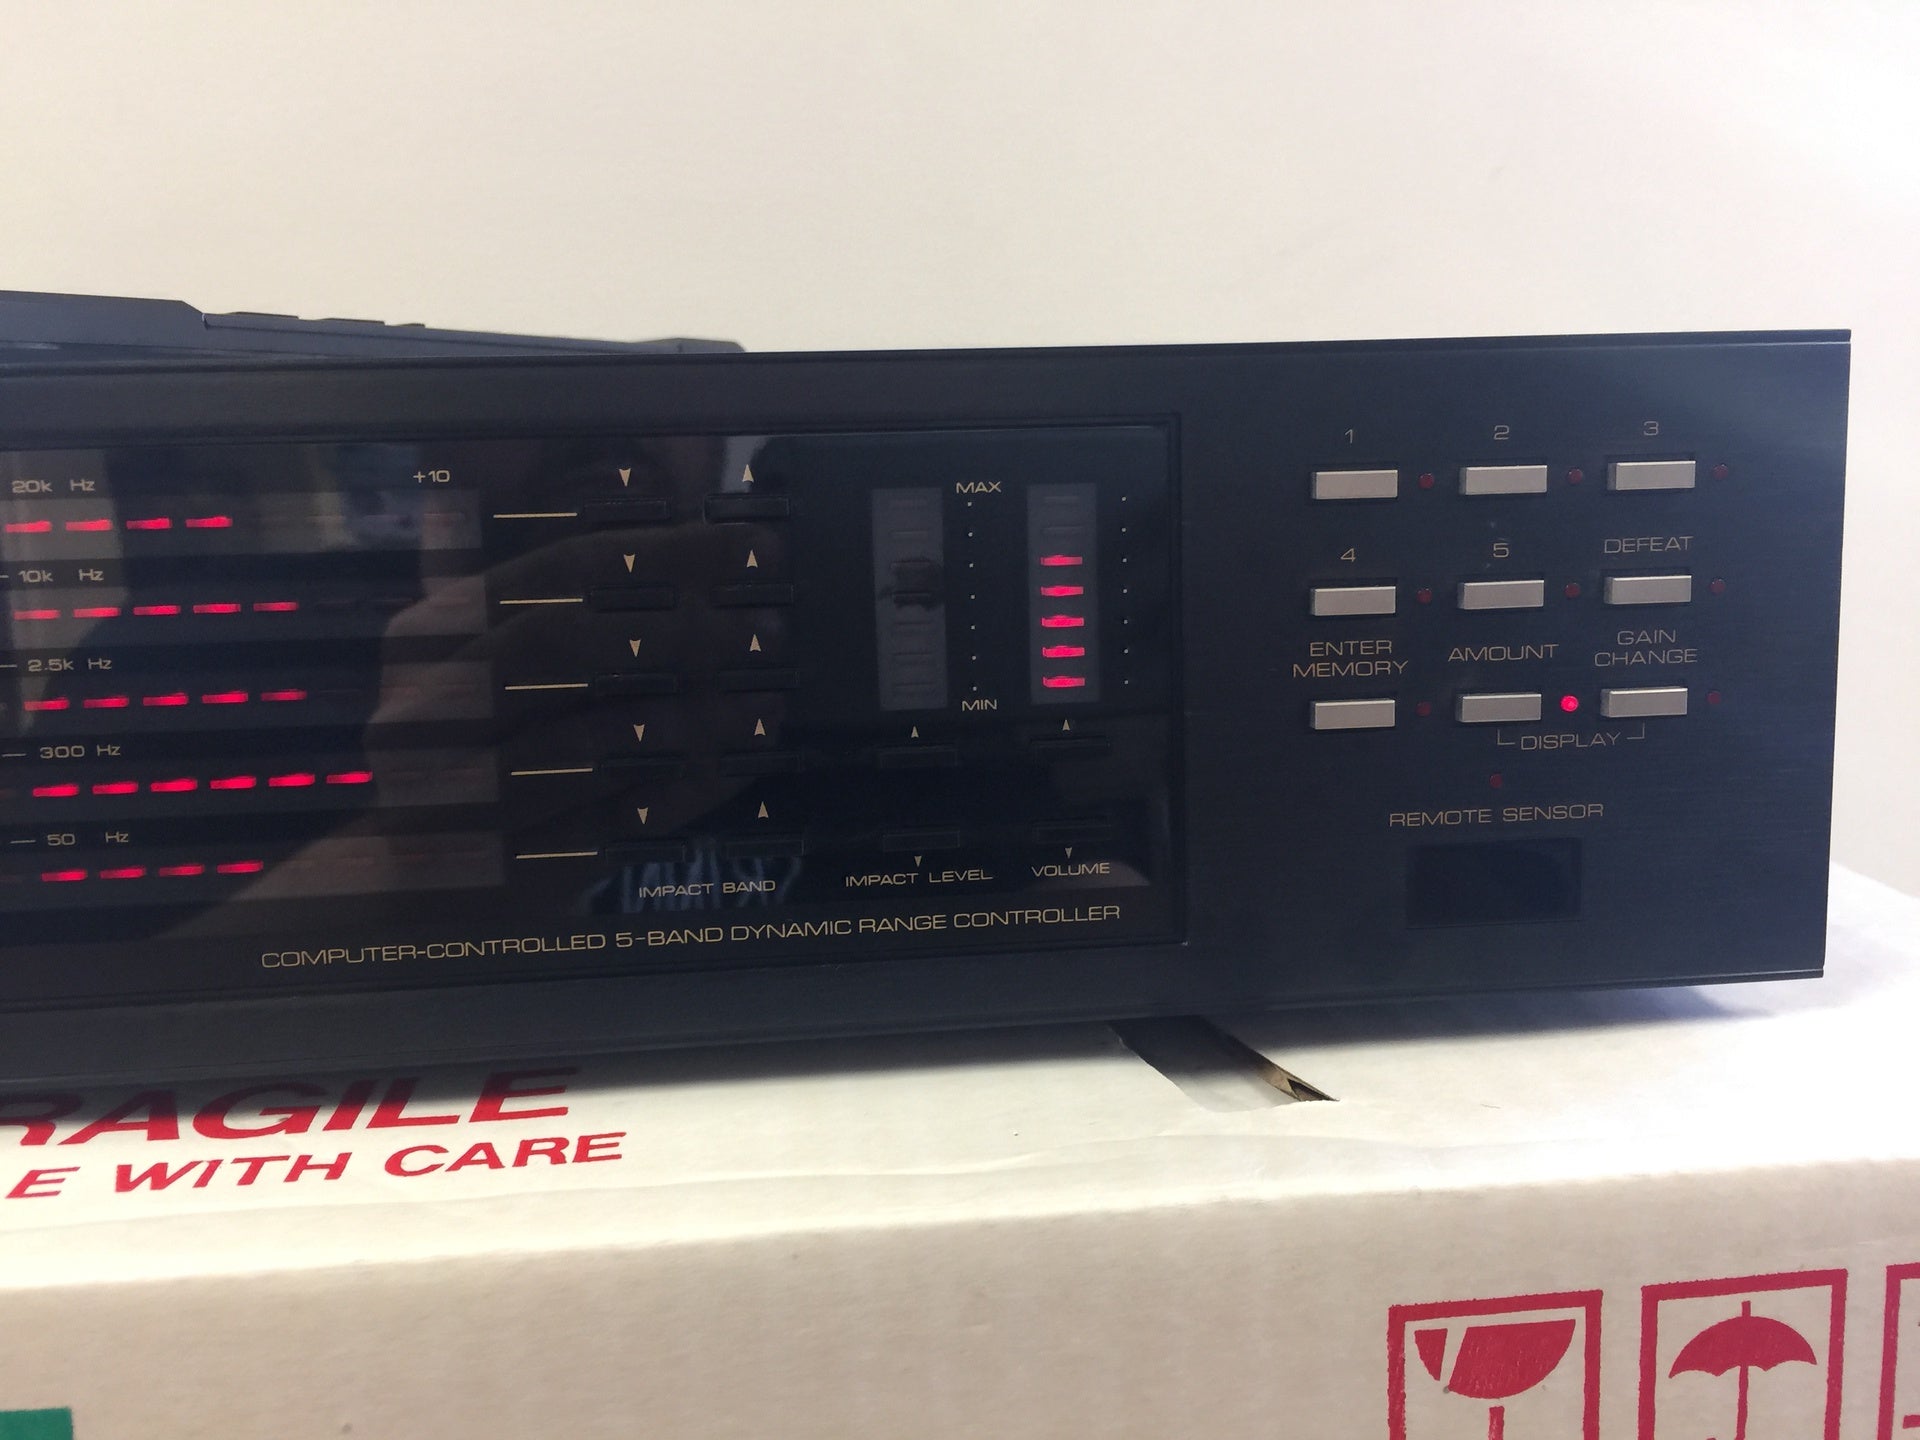 1 2 3
+10
20k Hz
MAX
DEFEAT
4 5
10k Hz
ENTER
MEMORY
AMOUNT
GAIN
CHANGE
2.5k Hz
MIN
DISPLAY
300 Hz
REMOTE SENSOR
50 Hz
IMPACT BAND
IMPACT LEVEL
VOLUME
COMPUTER-CONTROLLED 5-BAND DYNAMIC RANGE CONTROLLER
RAGILE
E WITH CARE